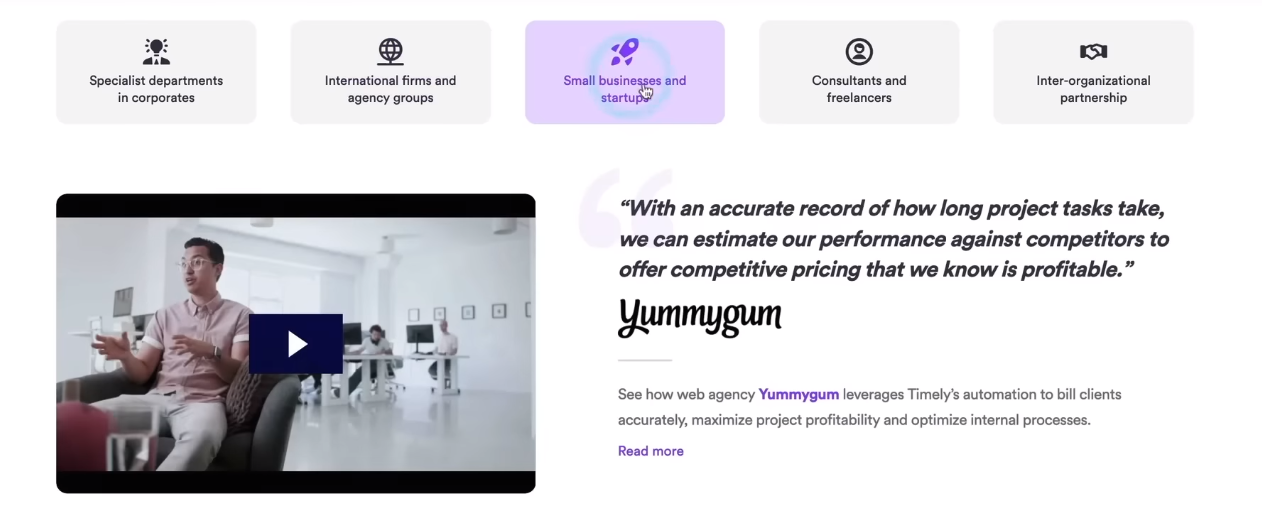 Specialist departments
in corporates
International firms and
agency groups
Small businesses and
startups
Consultants and
freelancers
Inter-organizational
partnership
“With an accurate record of how long project tasks take,
we can estimate our performance against competitors to
offer competitive pricing that we know is profitable.”
Yummygum
See how web agency Yummygum leverages Timely’s automation to bill clients
accurately, maximize project profitability and optimize internal processes.
Read more